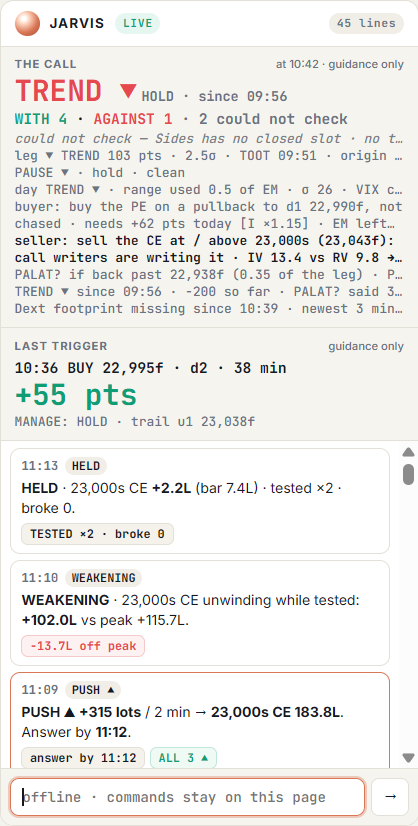 JARVIS LIVE 45 lines
THE CALL at 10:42 · guidance only
TREND ▼ HOLD · since 09:56
WITH 4 · AGAINST 1 · 2 could not check
could not check — Sides has no closed slot · no t…
leg ▼ TREND 103 pts · 2.5σ · TOOT 09:51 · origin …
PAUSE ▼ · hold · clean
day TREND ▼ · range used 0.5 of EM · σ 26 · VIX c…
buyer: buy the PE on a pullback to d1 22,990f, not
chased · needs +62 pts today [I ×1.15] · EM left…
seller: sell the CE at / above 23,000s (23,043f):
call writers are writing it · IV 13.4 vs RV 9.8 →…
PALAT? if back past 22,938f (0.35 of the leg) · P…
TREND ▼ since 09:56 · -200 so far · PALAT? said 3…
Dext footprint missing since 10:39 · newest 3 min…
LAST TRIGGER guidance only
10:36 BUY 22,995f · d2 · 38 min
+55 pts
MANAGE: HOLD · trail u1 23,038f
11:13 HELD
HELD · 23,000s CE +2.2L (bar 7.4L) · tested ×2 ·
broke 0.
TESTED ×2 · broke 0
11:10 WEAKENING
WEAKENING · 23,000s CE unwinding while tested:
+102.0L vs peak +115.7L.
-13.7L off peak
11:09 PUSH ▲
PUSH ▲ +315 lots / 2 min → 23,000s CE 183.8L.
Answer by 11:12.
answer by 11:12 ALL 3 ▲
offline · commands stay on this page →